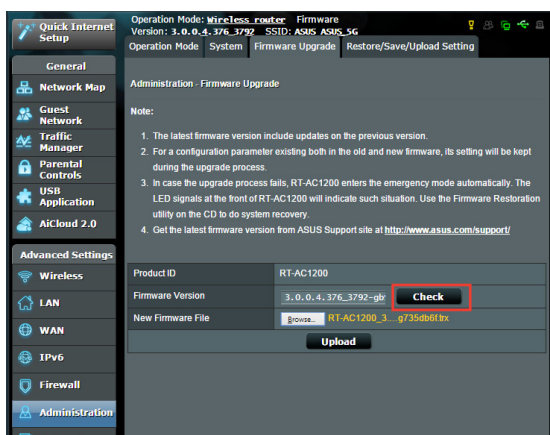 Quick Internet
Setup
General
Network Map
Guest
Network
Traffic
Manager
Parental
Controls
USB
Application
AiCloud 2.0
Advanced Settings
Wireless
LAN
WAN
IPv6
Firewall
Administration
Operation Mode: Wireless router Firmware
Version: 3.0.0.4.376_3792 SSID: ASUS ASUS_5G
Operation Mode System Firmware Upgrade Restore/Save/Upload Setting
Administration - Firmware Upgrade
Note:
1. The latest firmware version include updates on the previous version.
2. For a configuration parameter existing both in the old and new firmware, its setting will be kept
during the upgrade process.
3. In case the upgrade process fails, RT-AC1200 enters the emergency mode automatically. The
LED signals at the front of RT-AC1200 will indicate such situation. Use the Firmware Restoration
utility on the CD to do system recovery.
4. Get the latest firmware version from ASUS Support site at http://www.asus.com/support/
Product ID RT-AC1200
Firmware Version 3.0.0.4.376_3792-gb Check
New Firmware File Browse... RT-AC1200_3....g735db6f.trx
Upload